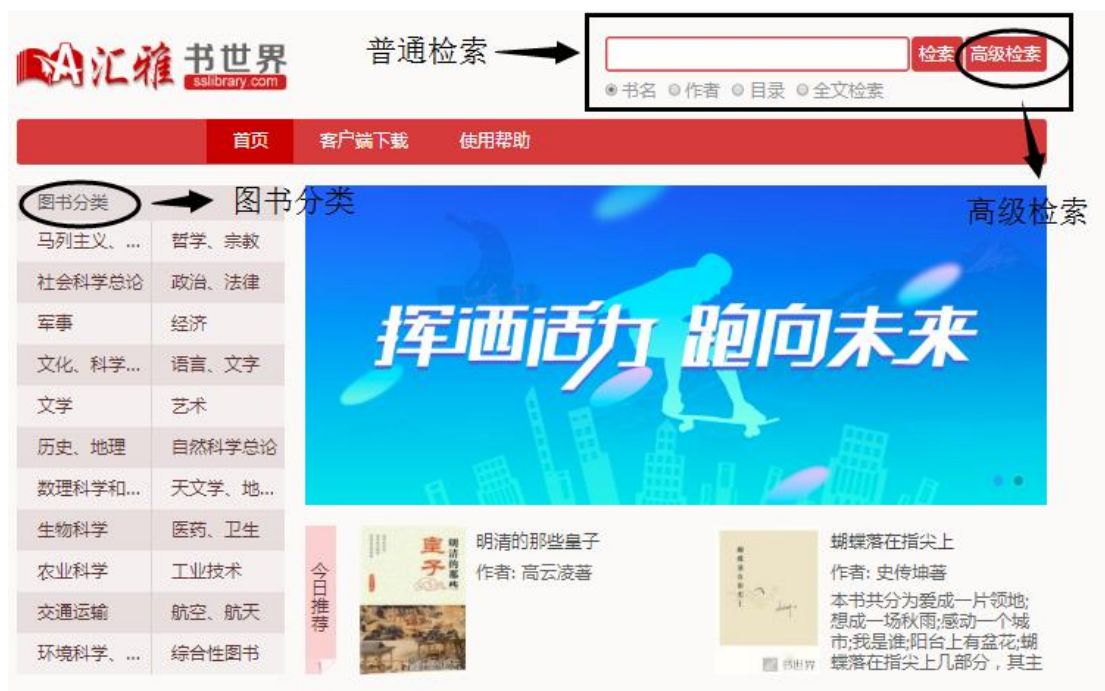 汇雅 书世界
sslibrary.com
普通检索
检索 高级检索
书名 作者 目录 全文检索
首页 客户端下载 使用帮助
高级检索
图书分类
图书分类
马列主义、... 哲学、宗教
社会科学总论 政治、法律
军事 经济
文化、科学... 语言、文字
文学 艺术
历史、地理 自然科学总论
数理科学和... 天文学、地...
生物科学 医药、卫生
农业科学 工业技术
交通运输 航空、航天
环境科学、... 综合性图书
挥洒活力 跑向未来
今日推荐
皇子
明清的那些
明清的那些皇子
作者: 高云凌著
蝴蝶落在指尖上
书世界
蝴蝶落在指尖上
作者: 史传坤著
本书共分为爱成一片领地;
想成一场秋雨;感动一个城
市;我是谁;阳台上有盆花;蝴
蝶落在指尖上几部分，其主